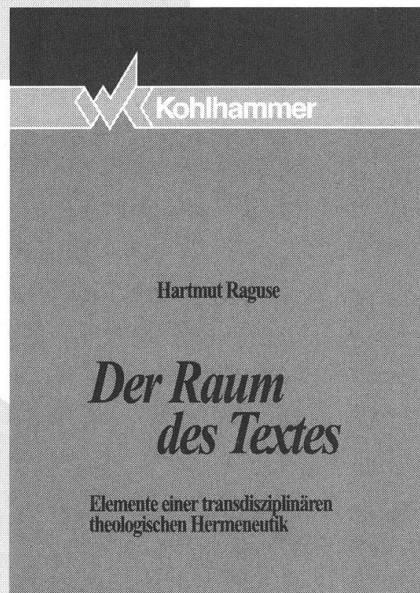 Kohlhammer
Hartmut Raguse
Der Raum
des Textes
Elemente einer transdisziplinären
theologischen Hermeneutik